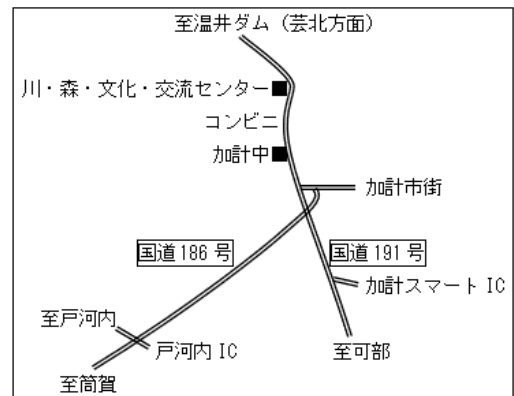 至温井ダム（芸北方面）
川・森・文化・交流センター
コンビニ
加計中
加計市街
国道186号
国道191号
加計スマートIC
至戸河内
戸河内IC
至可部
至筒賀